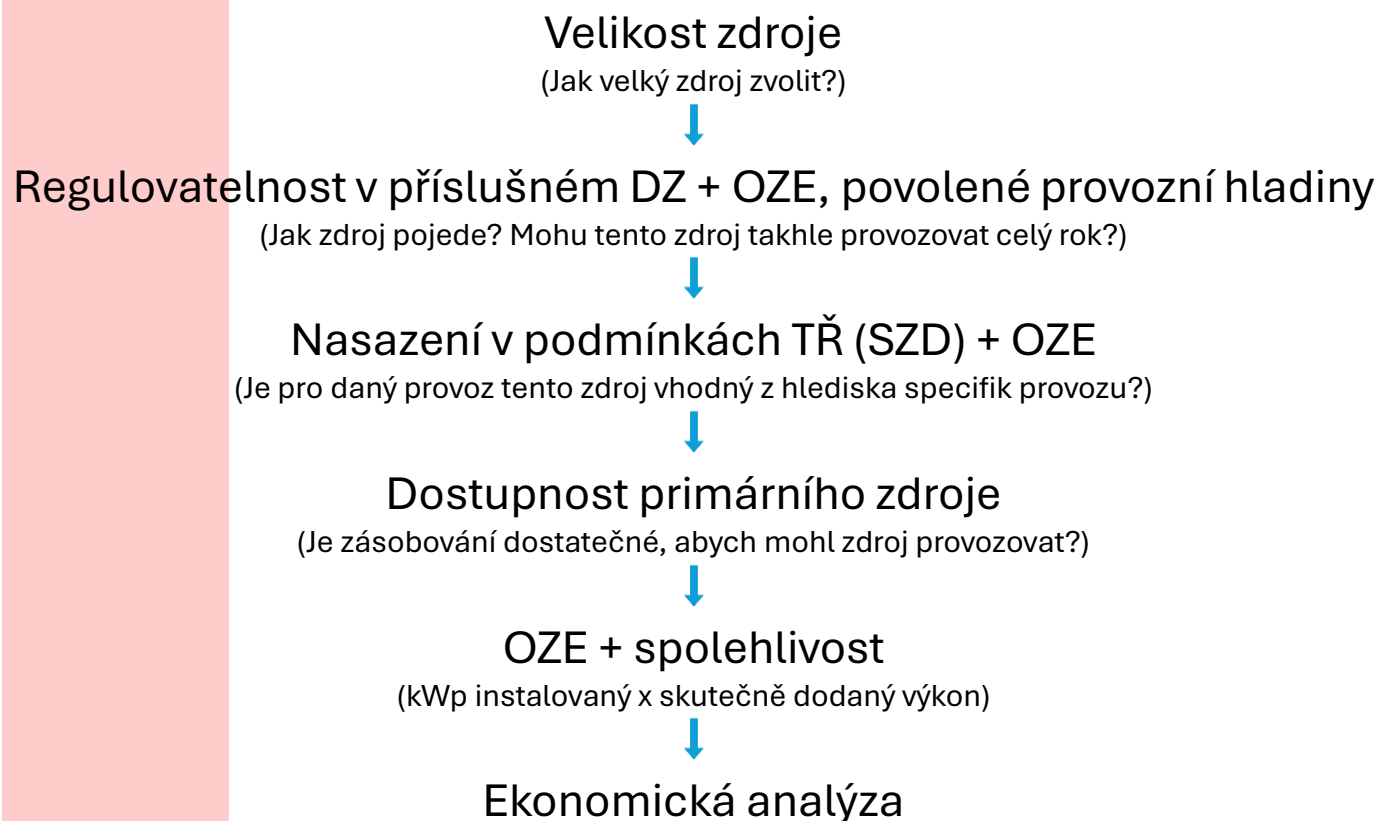 Velikost zdroje
(Jak velký zdroj zvolit?)
Regulovatelnost v příslušném DZ + OZE, povolené provozní hladiny
(Jak zdroj pojede? Mohu tento zdroj takhle provozovat celý rok?)
Nasazení v podmínkách TŘ (SZD) + OZE
(Je pro daný provoz tento zdroj vhodný z hlediska specifik provozu?)
Dostupnost primárního zdroje
(Je zásobování dostatečné, abych mohl zdroj provozovat?)
OZE + spolehlivost
(kWp instalovaný x skutečně dodaný výkon)
Ekonomická analýza